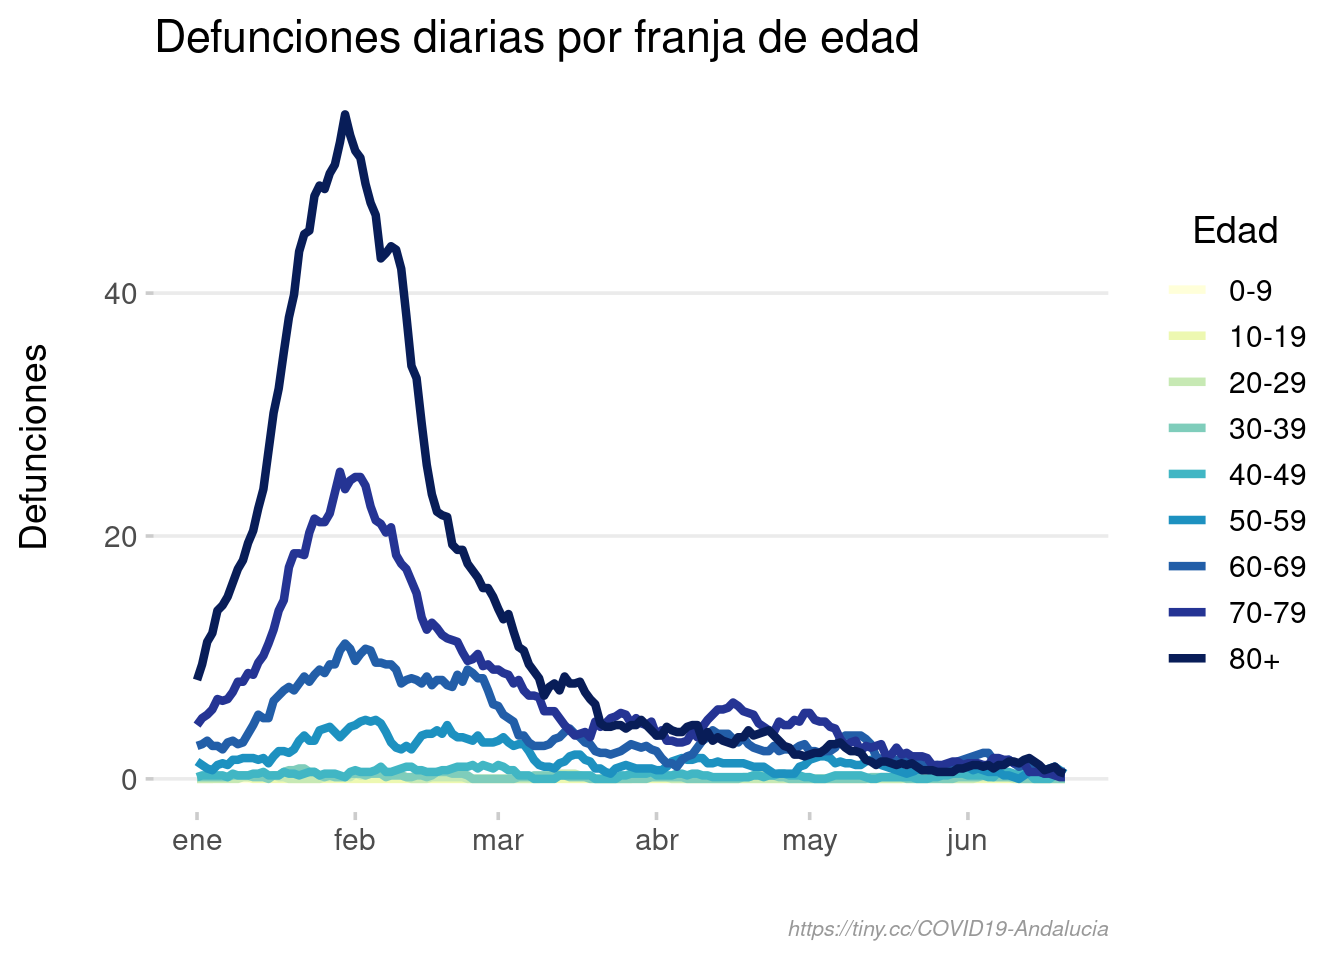 Defunciones diarias por franja de edad
Defunciones
40
20
0
ene feb mar abr may jun
Edad
0-9
10-19
20-29
30-39
40-49
50-59
60-69
70-79
80+
https://tiny.cc/COVID19-Andalucia